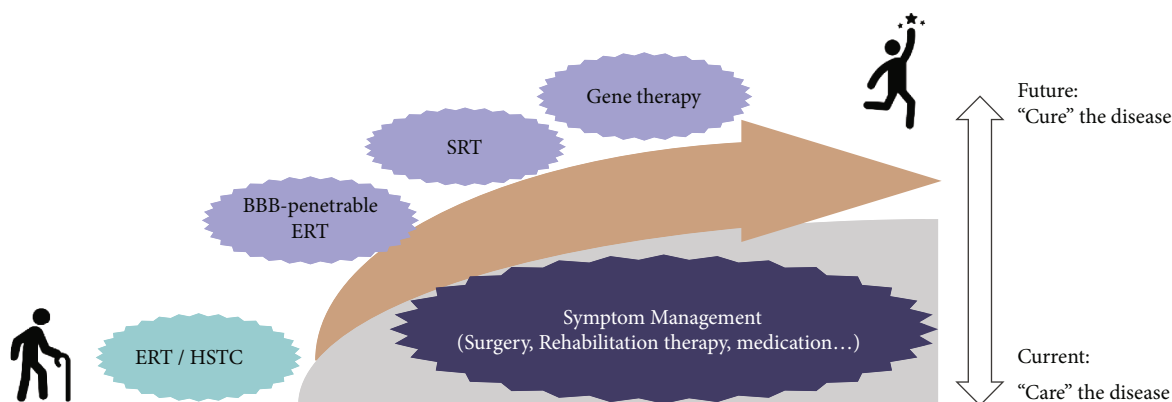 Gene therapy
SRT
BBB-penetrable
ERT
ERT / HSTC
Symptom Management
(Surgery, Rehabilitation therapy, medication…)
Future:
“Cure” the disease
Current:
“Care” the disease